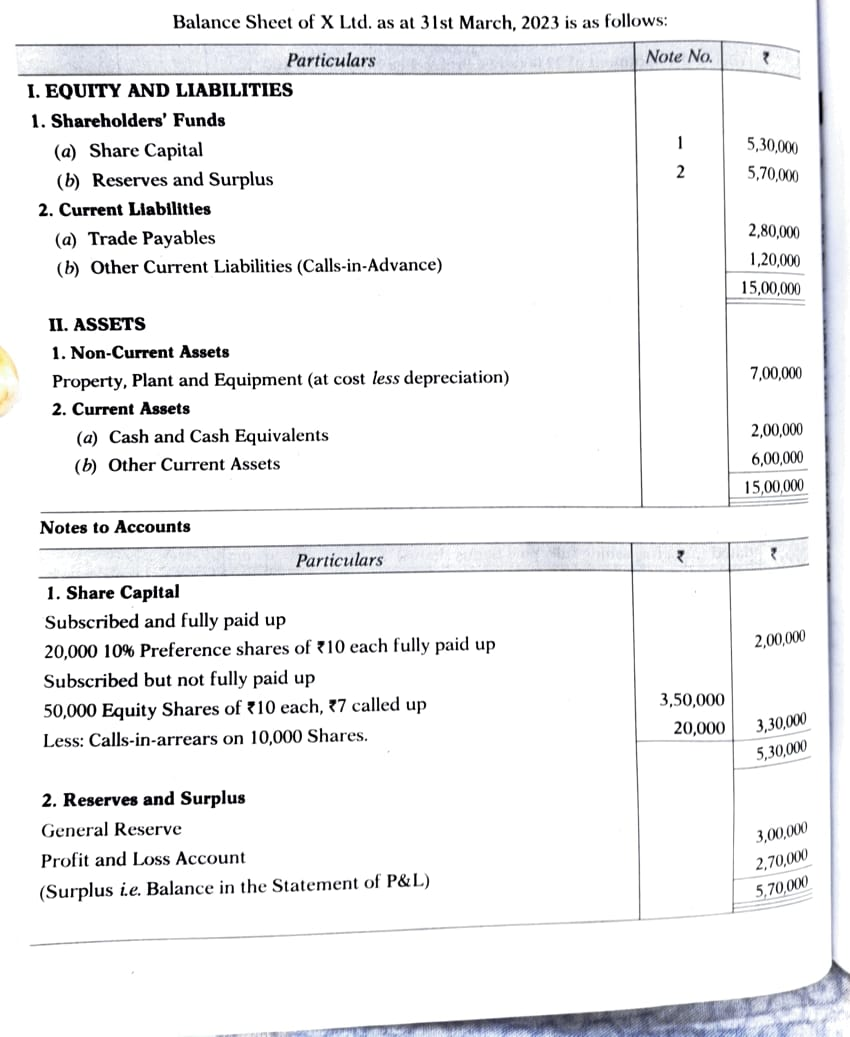 Balance Sheet of X Ltd. as at 31st March, 2023 is as follows:
Particulars Note No. ₹
I. EQUITY AND LIABILITIES
1. Shareholders' Funds
(a) Share Capital 1 5,30,000
(b) Reserves and Surplus 2 5,70,000
2. Current Liabilities
(a) Trade Payables 2,80,000
(b) Other Current Liabilities (Calls-in-Advance) 1,20,000
15,00,000
II. ASSETS
1. Non-Current Assets
Property, Plant and Equipment (at cost less depreciation) 7,00,000
2. Current Assets
(a) Cash and Cash Equivalents 2,00,000
(b) Other Current Assets 6,00,000
15,00,000
Notes to Accounts
Particulars ₹ ₹
1. Share Capital
Subscribed and fully paid up
20,000 10% Preference shares of ₹10 each fully paid up 2,00,000
Subscribed but not fully paid up
50,000 Equity Shares of ₹10 each, ₹7 called up 3,50,000
Less: Calls-in-arrears on 10,000 Shares. 20,000 3,30,000
5,30,000
2. Reserves and Surplus
General Reserve 3,00,000
Profit and Loss Account 2,70,000
(Surplus i.e. Balance in the Statement of P&L) 5,70,000